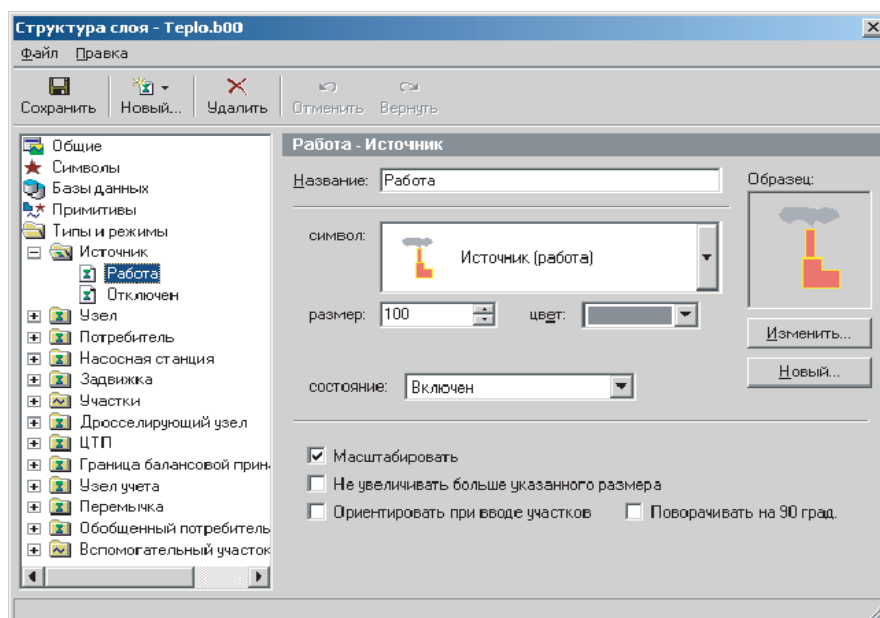 Структура слоя - Teplo.b00
Файл Правка
Сохранить Новый... Удалить Отменить Вернуть
Общие
Символы
Базы данных
Примитивы
Типы и режимы
Источник
Работа
Отключен
Узел
Потребитель
Насосная станция
Задвижка
Участки
Дросселирующий узел
ЦТП
Граница балансовой прин
Узел учета
Перемычка
Обобщенный потребитель
Вспомогательный участок
Работа - Источник
Название: Работа
Образец:
символ: Источник (работа)
размер: 100 цвет:
Изменить...
Новый...
состояние: Включен
Масштабировать
Не увеличивать больше указанного размера
Ориентировать при вводе участков Поворачивать на 90 град.